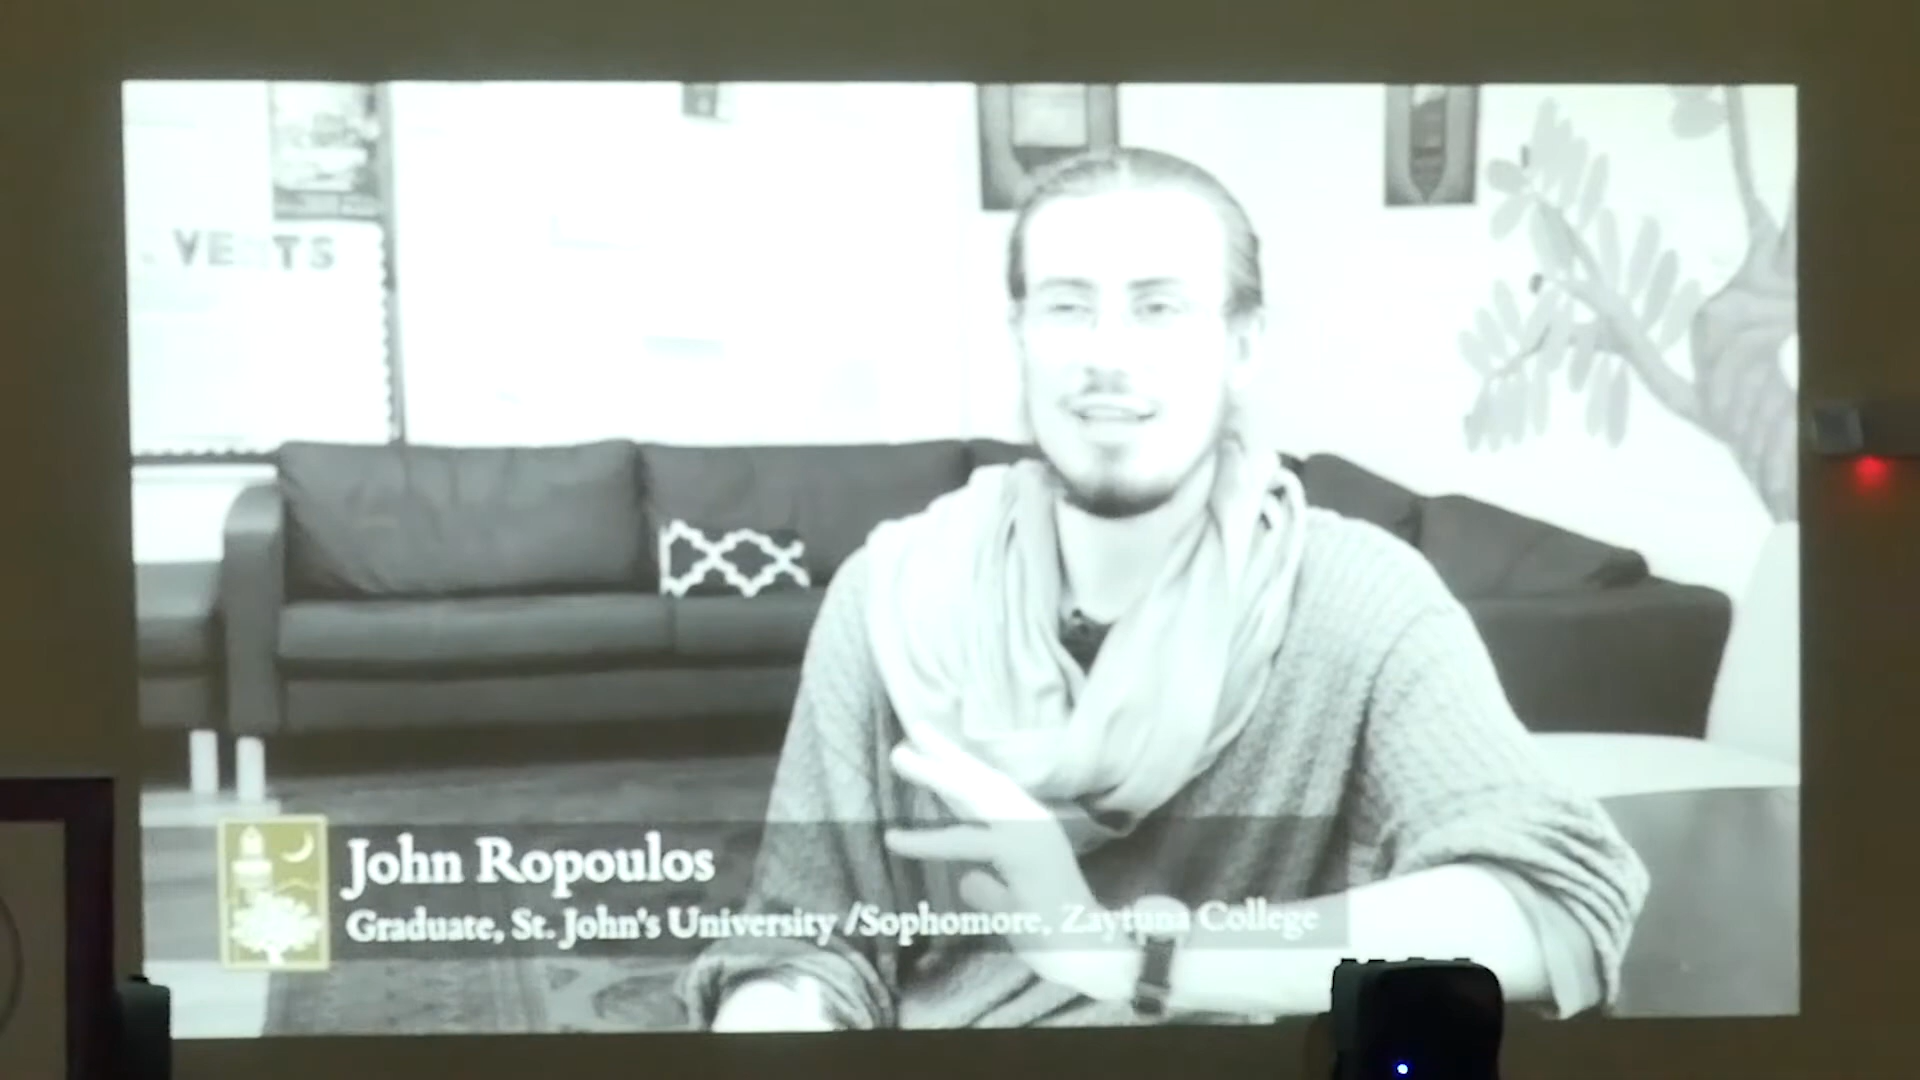 VENTS
John Ropoulos
Graduate, St. John's University /Sophomore, Zaytuna College